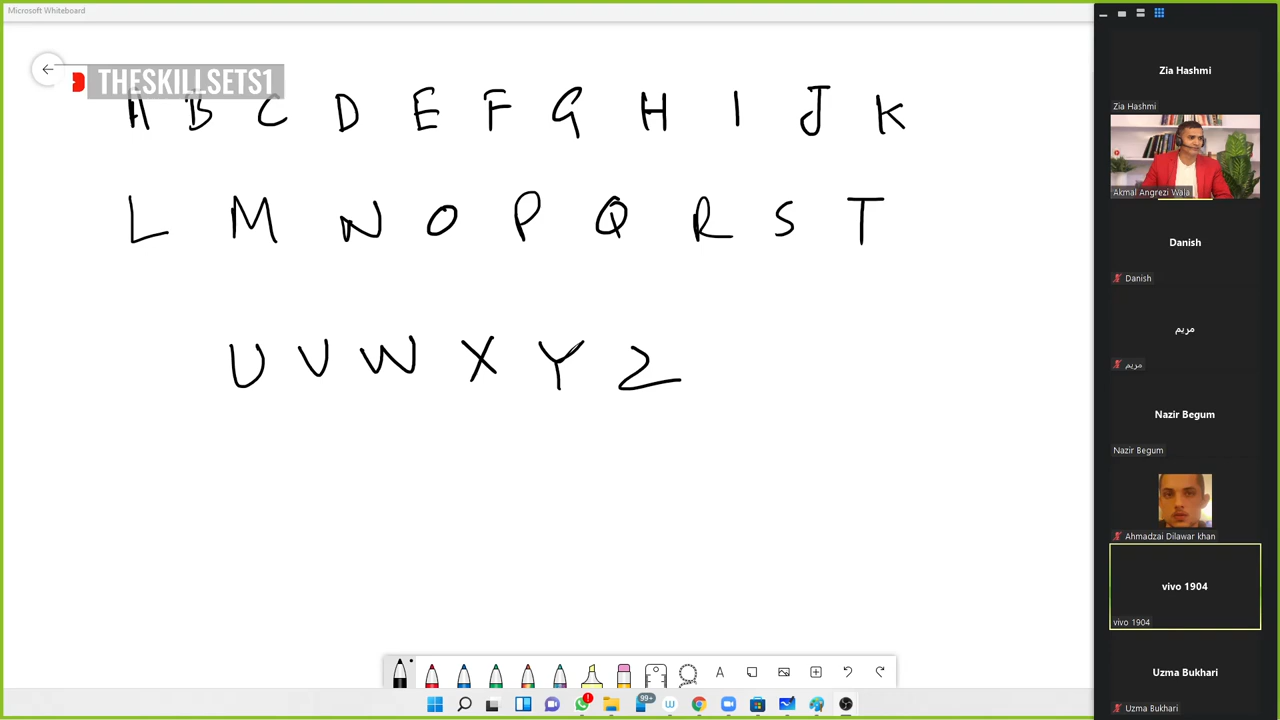 Microsoft Whiteboard
THESKILLSETS1
A B C D E F G H I J K
L M N O P Q R S T
U V W X Y Z
A
99+
Zia Hashmi
Zia Hashmi
Akmal Angrezi Wala
Danish
Danish
مریم
مریم
Nazir Begum
Nazir Begum
Ahmadzai Dilawar khan
vivo 1904
vivo 1904
Uzma Bukhari
Uzma Bukhari